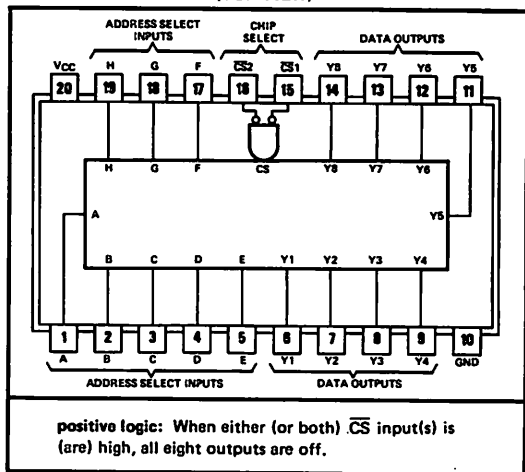 ADDRESS SELECT INPUTS
CHIP SELECT
DATA OUTPUTS
VCC H G F CS2 CS1 Y8 Y7 Y6 Y5
20 19 18 17 16 15 14 13 12 11
H G F CS Y8 Y7 Y6
A Y5
B C D E Y1 Y2 Y3 Y4
1 2 3 4 5 6 7 8 9 10
A B C D E Y1 Y2 Y3 Y4 GND
ADDRESS SELECT INPUTS DATA OUTPUTS
positive logic: When either (or both) C̅S̅ input(s) is
(are) high, all eight outputs are off.